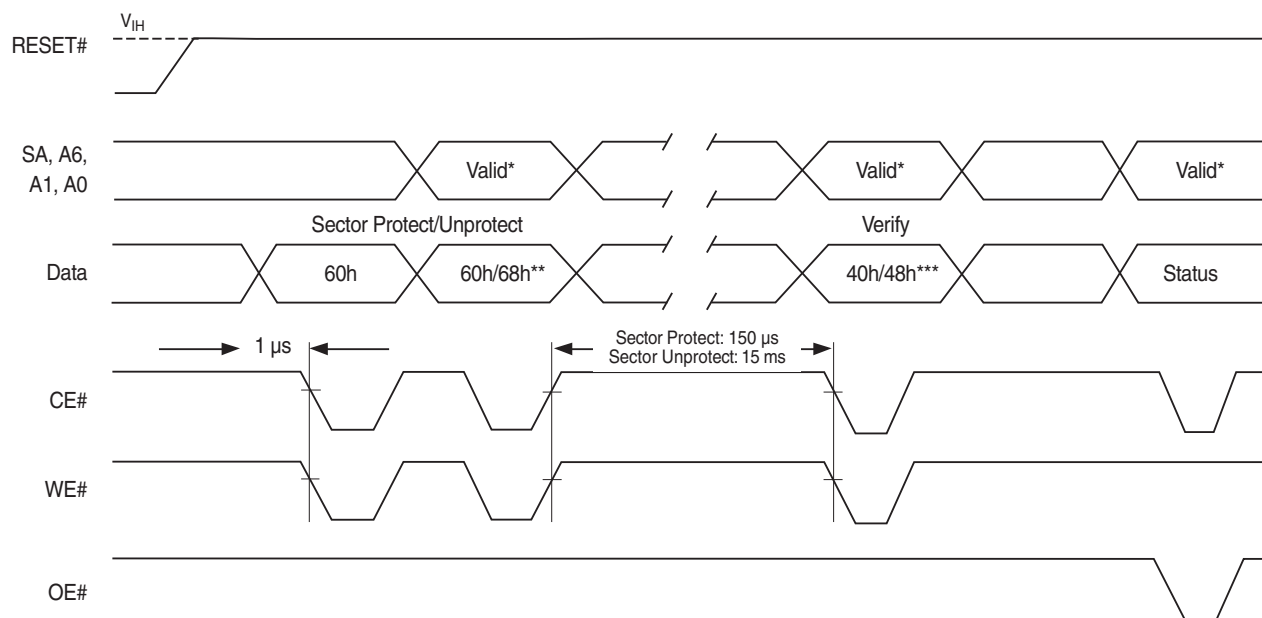 VIH
RESET#
SA, A6,
A1, A0
Valid*
Valid*
Valid*
Sector Protect/Unprotect
Verify
Data
60h
60h/68h**
40h/48h***
Status
1 µs
Sector Protect: 150 µs
Sector Unprotect: 15 ms
CE#
WE#
OE#